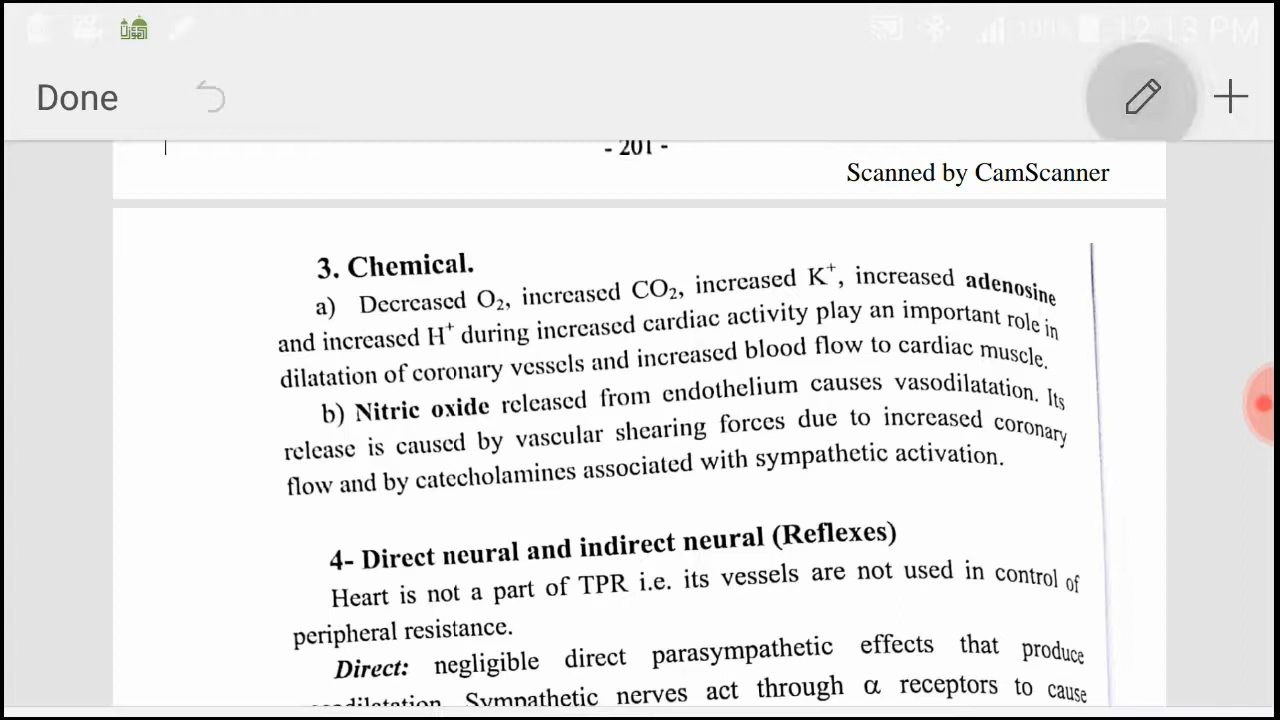 100% 12:13 PM
Done
- 201 -
Scanned by CamScanner
3. Chemical.
a) Decreased O₂, increased CO₂, increased K⁺, increased adenosine
and increased H⁺ during increased cardiac activity play an important role in
dilatation of coronary vessels and increased blood flow to cardiac muscle.
b) Nitric oxide released from endothelium causes vasodilatation. Its
release is caused by vascular shearing forces due to increased coronary
flow and by catecholamines associated with sympathetic activation.
4- Direct neural and indirect neural (Reflexes)
Heart is not a part of TPR i.e. its vessels are not used in control of
peripheral resistance.
Direct: negligible direct parasympathetic effects that produce
Sympathetic nerves act through α receptors to cause